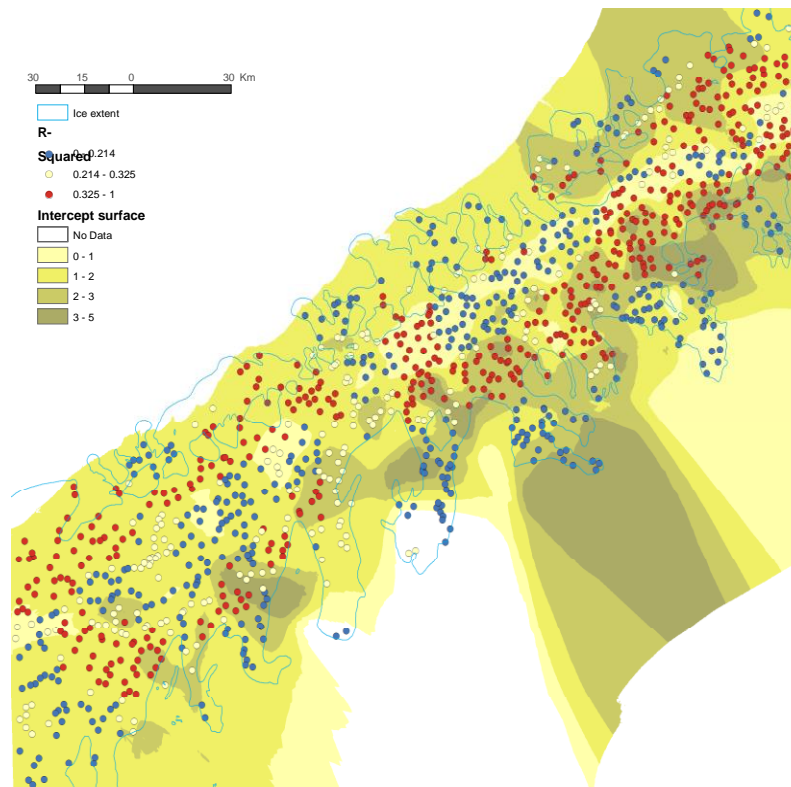 30 15 0 30 Km
Ice extent
R-
Squared
0 - 0.214
0.214 - 0.325
0.325 - 1
Intercept surface
No Data
0 - 1
1 - 2
2 - 3
3 - 5